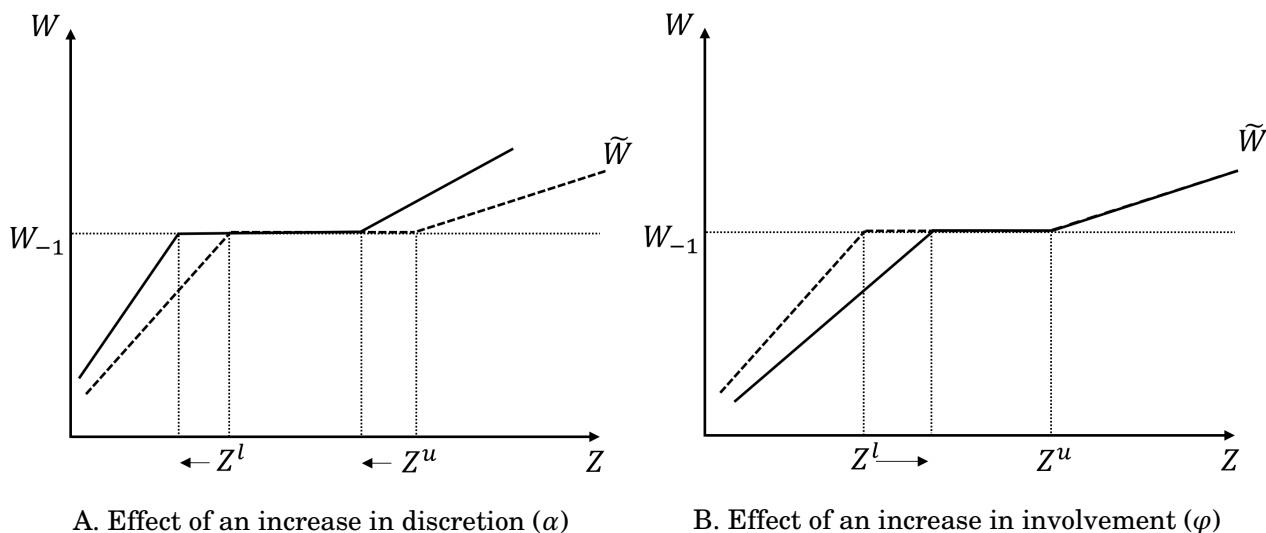 W
W̃
W₋₁
← Zˡ
← Zᵘ
Z
A. Effect of an increase in discretion (α)
W
W̃
W₋₁
Zˡ →
Zᵘ
Z
B. Effect of an increase in involvement (φ)